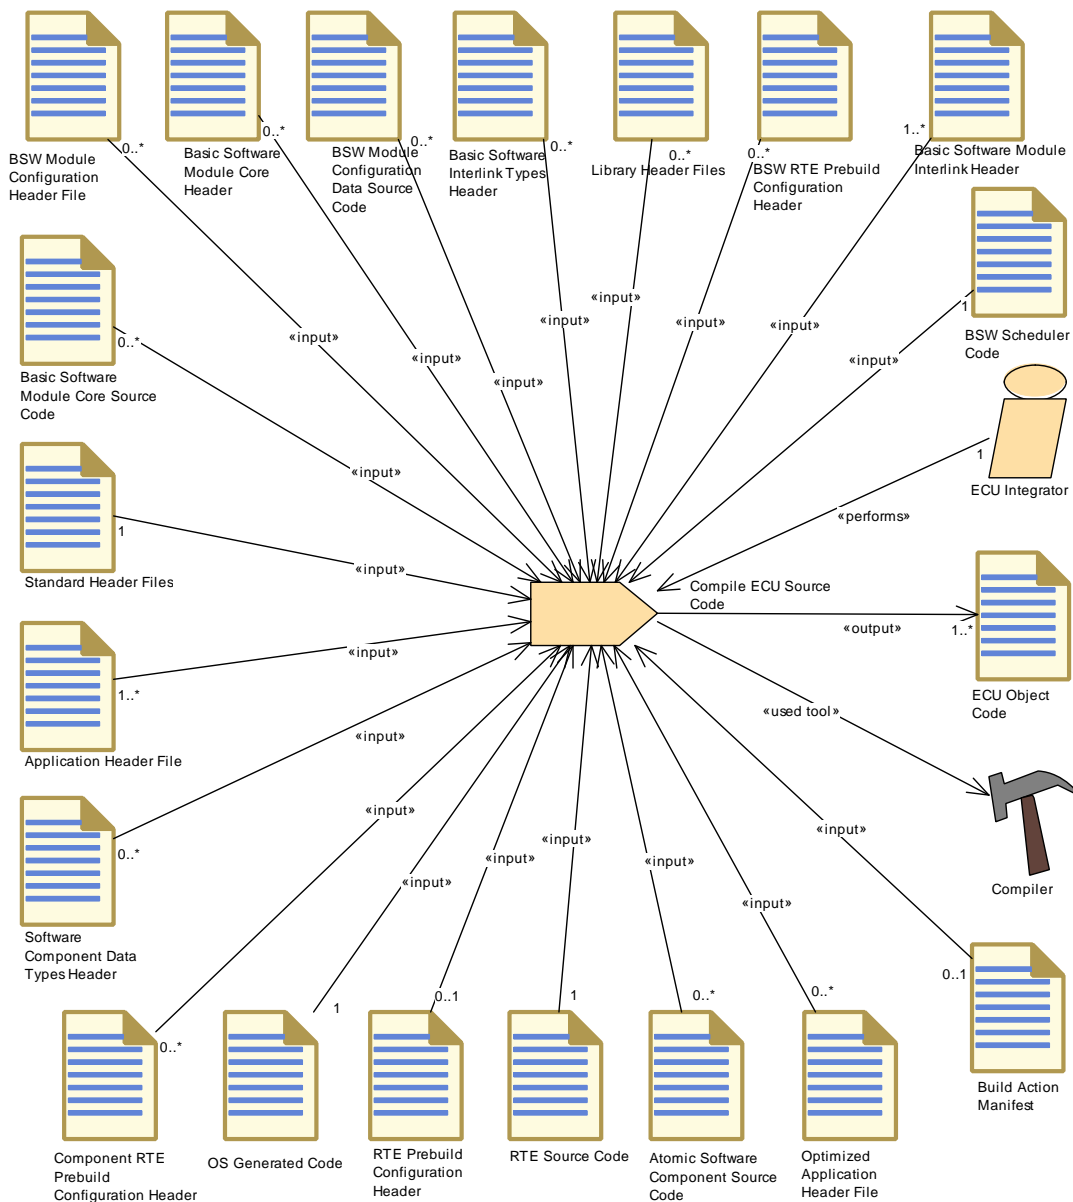 0..*
0..*
0..*
0..*
0..*
0..*
1..*
BSW Module
Configuration
Header File
Basic Software
Module Core
Header
BSW Module
Configuration
Data Source
Code
Basic Software
Interlink Types
Header
Library Header Files
BSW RTE Prebuild
Configuration
Header
Basic Software Module
Interlink Header
1
BSW Scheduler
Code
«input»
«input»
«input»
«input»
«input»
«input»
«input»
«input»
0..*
Basic Software
Module Core Source
Code
«input»
1
ECU Integrator
«performs»
1
Standard Header Files
«input»
Compile ECU Source
Code
«output»
1..*
ECU Object
Code
«input»
1..*
Application Header File
«used tool»
Compiler
«input»
0..*
Software
Component Data
Types Header
«input»
«input»
«input»
«input»
«input»
«input»
«input»
0..1
Build Action
Manifest
0..*
Component RTE
Prebuild
Configuration Header
1
OS Generated Code
0..1
RTE Prebuild
Configuration
Header
1
RTE Source Code
0..*
Atomic Software
Component Source
Code
0..*
Optimized
Application
Header File